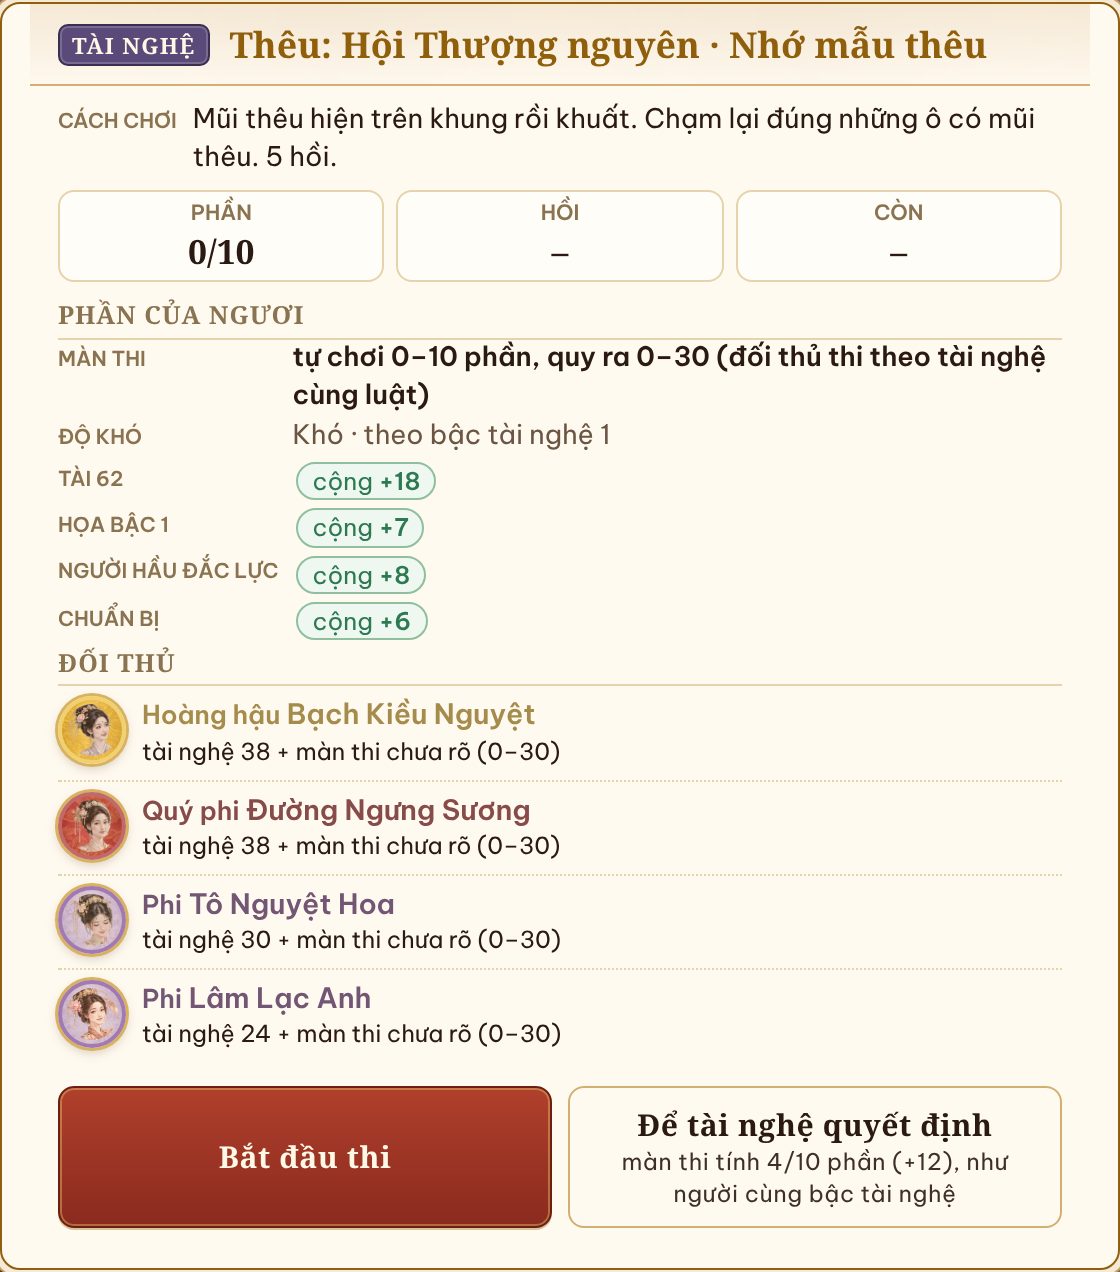 TÀI NGHỆ Thêu: Hội Thượng nguyên · Nhớ mẫu thêu
CÁCH CHƠI Mũi thêu hiện trên khung rồi khuất. Chạm lại đúng những ô có mũi
thêu. 5 hồi.
PHẦN HỒI CÒN
0/10 – –
PHẦN CỦA NGƯƠI
MÀN THI tự chơi 0–10 phần, quy ra 0–30 (đối thủ thi theo tài nghệ
cùng luật)
ĐỘ KHÓ Khó · theo bậc tài nghệ 1
TÀI 62 cộng +18
HỌA BẬC 1 cộng +7
NGƯỜI HẦU ĐẮC LỰC cộng +8
CHUẨN BỊ cộng +6
ĐỐI THỦ
Hoàng hậu Bạch Kiều Nguyệt
tài nghệ 38 + màn thi chưa rõ (0–30)
Quý phi Đường Ngưng Sương
tài nghệ 38 + màn thi chưa rõ (0–30)
Phi Tô Nguyệt Hoa
tài nghệ 30 + màn thi chưa rõ (0–30)
Phi Lâm Lạc Anh
tài nghệ 24 + màn thi chưa rõ (0–30)
Bắt đầu thi
Để tài nghệ quyết định
màn thi tính 4/10 phần (+12), như
người cùng bậc tài nghệ